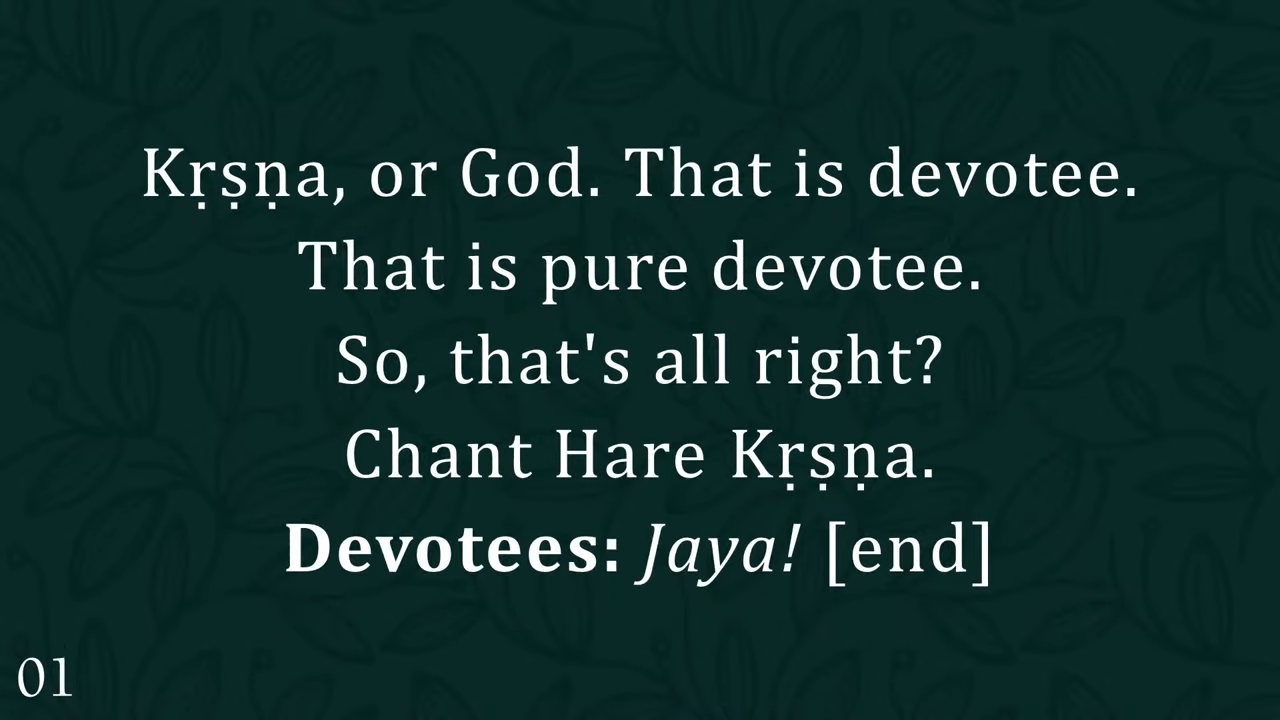 Kṛṣṇa, or God. That is devotee.
That is pure devotee.
So, that's all right?
Chant Hare Kṛṣṇa.
Devotees: Jaya! [end]
01